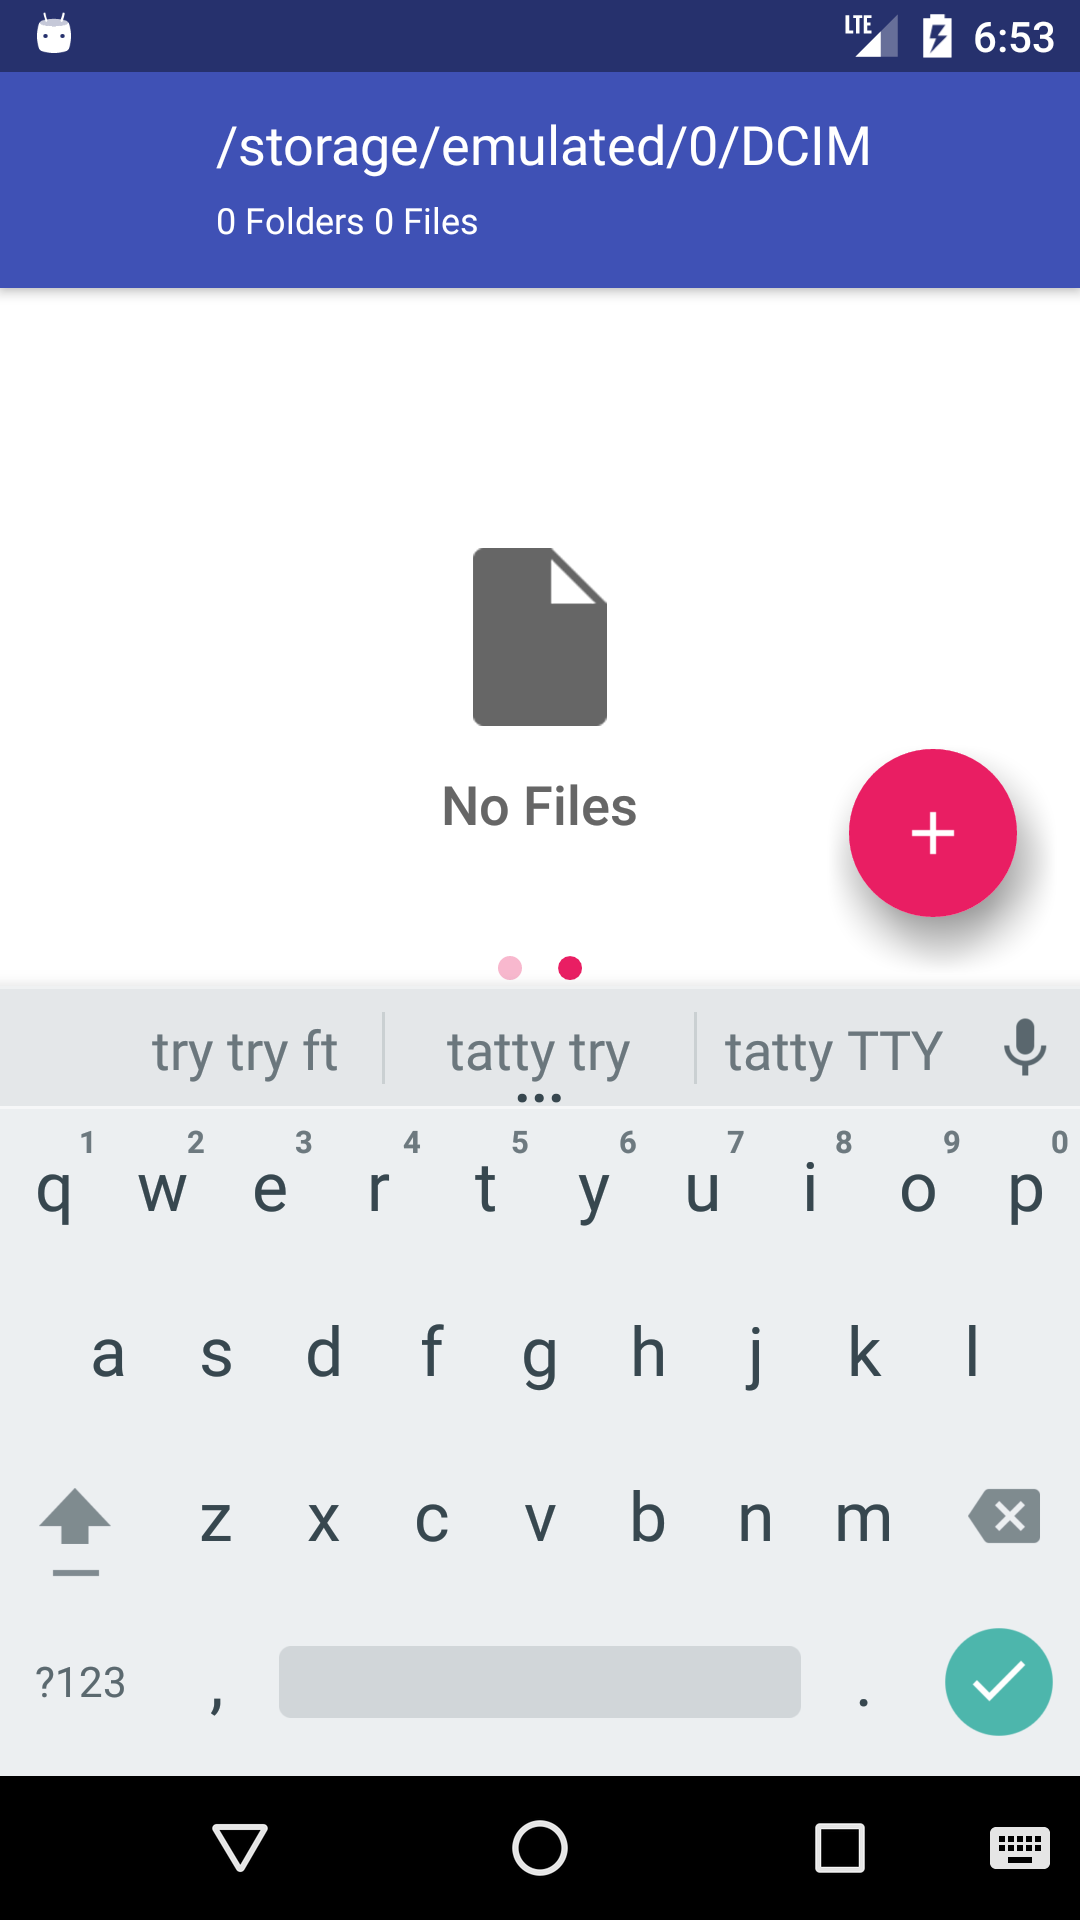 LTE 6:53
/storage/emulated/0/DCIM
0 Folders 0 Files
No Files
try try ft tatty try tatty TTY
1 2 3 4 5 6 7 8 9 0
q w e r t y u i o p
a s d f g h j k l
z x c v b n m
?123 , .